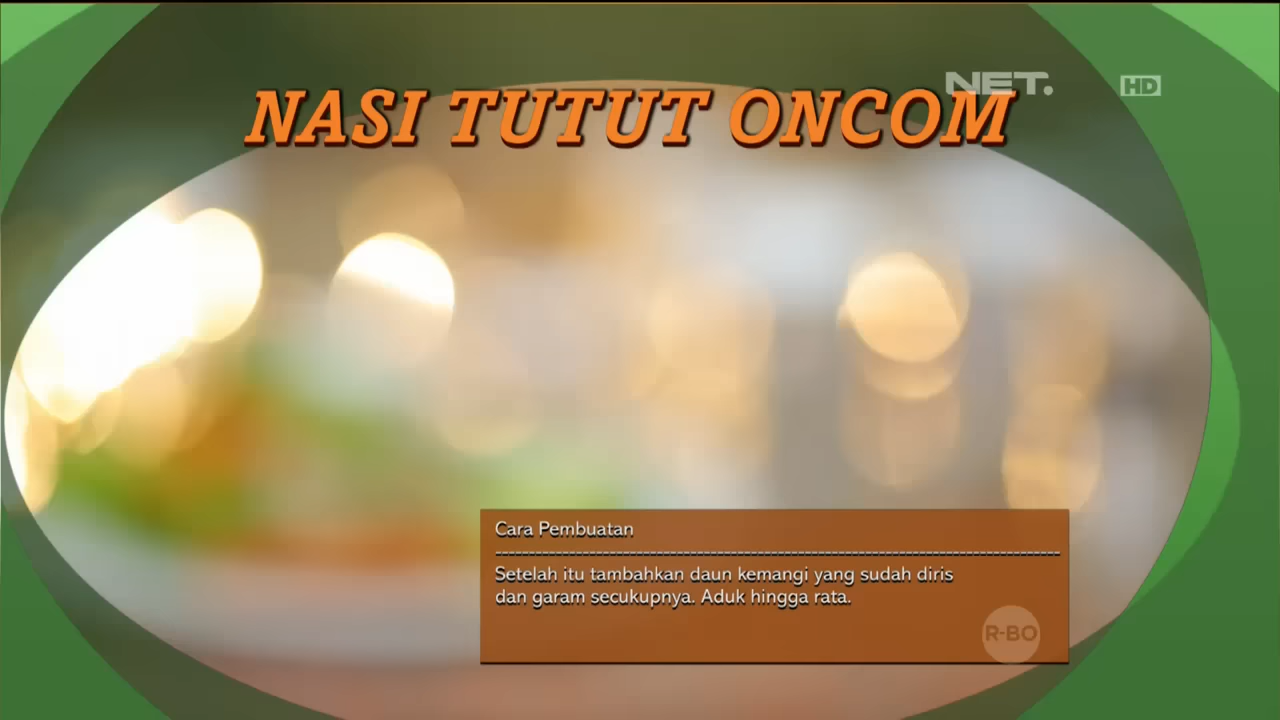 NET.
HD
NASI TUTUT ONCOM
Cara Pembuatan
Setelah itu tambahkan daun kemangi yang sudah diris
dan garam secukupnya. Aduk hingga rata.
R-BO